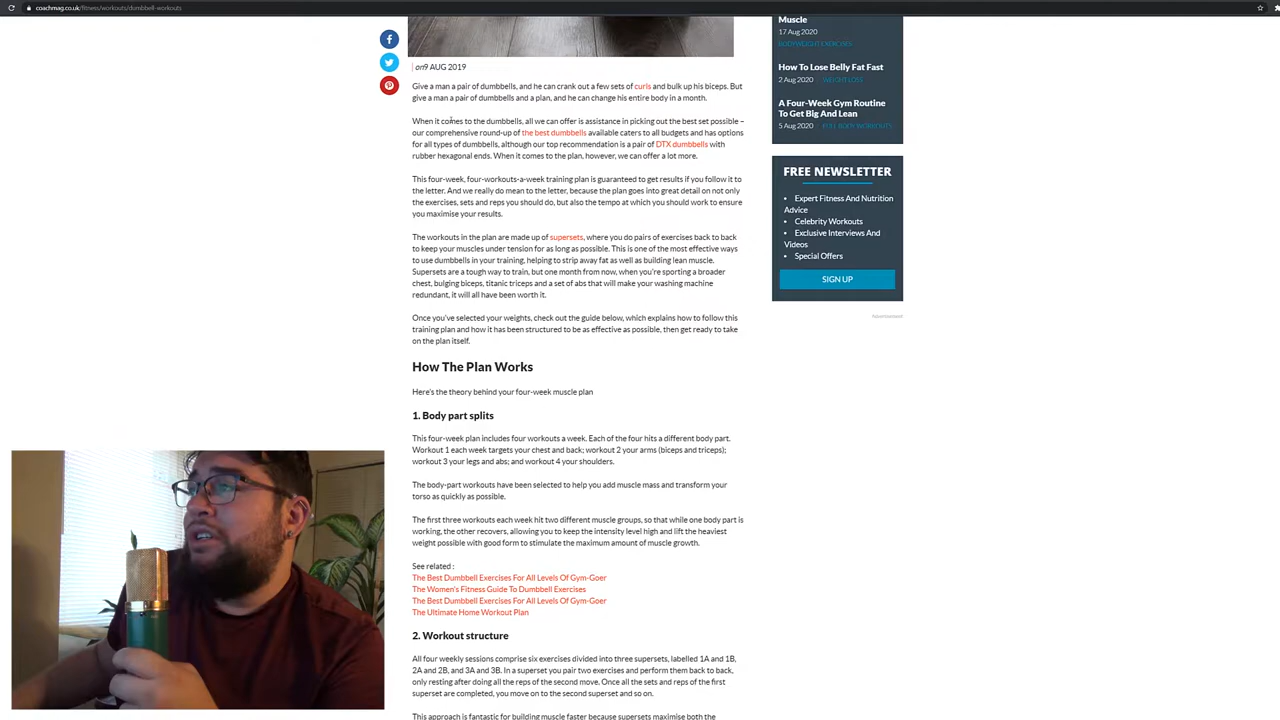 coachmag.co.uk/fitness/workouts/dumbbell-workouts
on9 AUG 2019
Give a man a pair of dumbbells, and he can crank out a few sets of curls and bulk up his biceps. But
give a man a pair of dumbbells and a plan, and he can change his entire body in a month.
When it comes to the dumbbells, all we can offer is assistance in picking out the best set possible –
our comprehensive round-up of the best dumbbells available caters to all budgets and has options
for all types of dumbbells, although our top recommendation is a pair of DTX dumbbells with
rubber hexagonal ends. When it comes to the plan, however, we can offer a lot more.
This four-week, four-workouts-a-week training plan is guaranteed to get results if you follow it to
the letter. And we really do mean to the letter, because the plan goes into great detail on not only
the exercises, sets and reps you should do, but also the tempo at which you should work to ensure
you maximise your results.
The workouts in the plan are made up of supersets, where you do pairs of exercises back to back
to keep your muscles under tension for as long as possible. This is one of the most effective ways
to use dumbbells in your training, helping to strip away fat as well as building lean muscle.
Supersets are a tough way to train, but one month from now, when you're sporting a broader
chest, bulging biceps, titanic triceps and a set of abs that will make your washing machine
redundant, it will all have been worth it.
Once you've selected your weights, check out the guide below, which explains how to follow this
training plan and how it has been structured to be as effective as possible, then get ready to take
on the plan itself.
How The Plan Works
Here's the theory behind your four-week muscle plan
1. Body part splits
This four-week plan includes four workouts a week. Each of the four hits a different body part.
Workout 1 each week targets your chest and back; workout 2 your arms (biceps and triceps);
workout 3 your legs and abs; and workout 4 your shoulders.
The body-part workouts have been selected to help you add muscle mass and transform your
torso as quickly as possible.
The first three workouts each week hit two different muscle groups, so that while one body part is
working, the other recovers, allowing you to keep the intensity level high and lift the heaviest
weight possible with good form to stimulate the maximum amount of muscle growth.
See related :
The Best Dumbbell Exercises For All Levels Of Gym-Goer
The Women's Fitness Guide To Dumbbell Exercises
The Best Dumbbell Exercises For All Levels Of Gym-Goer
The Ultimate Home Workout Plan
2. Workout structure
All four weekly sessions comprise six exercises divided into three supersets, labelled 1A and 1B,
2A and 2B, and 3A and 3B. In a superset you pair two exercises and perform them back to back,
only resting after doing all the reps of the second move. Once all the sets and reps of the first
superset are completed, you move on to the second superset and so on.
This approach is fantastic for building muscle faster because supersets maximise both the
Muscle
17 Aug 2020
BODYWEIGHT EXERCISES
How To Lose Belly Fat Fast
2 Aug 2020 WEIGHT LOSS
A Four-Week Gym Routine
To Get Big And Lean
5 Aug 2020 FULL BODY WORKOUTS
FREE NEWSLETTER
• Expert Fitness And Nutrition
Advice
• Celebrity Workouts
• Exclusive Interviews And
Videos
• Special Offers
SIGN UP
Advertisement